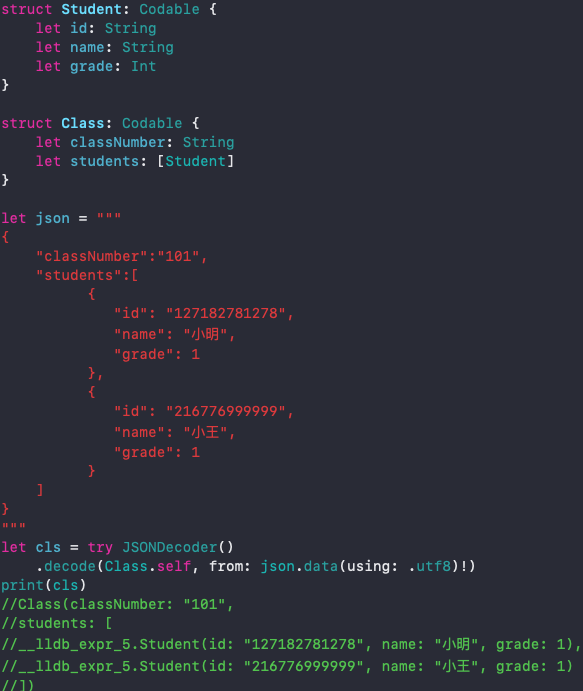 struct Student: Codable {
    let id: String
    let name: String
    let grade: Int
}

struct Class: Codable {
    let classNumber: String
    let students: [Student]
}

let json = """
{
    "classNumber":"101",
    "students":[
          {
             "id": "127182781278",
             "name": "小明",
             "grade": 1
          },
          {
             "id": "216776999999",
             "name": "小王",
             "grade": 1
          }
    ]
}
"""
let cls = try JSONDecoder()
    .decode(Class.self, from: json.data(using: .utf8)!)
print(cls)
//Class(classNumber: "101",
//students: [
//__lldb_expr_5.Student(id: "127182781278", name: "小明", grade: 1),
//__lldb_expr_5.Student(id: "216776999999", name: "小王", grade: 1)
//])